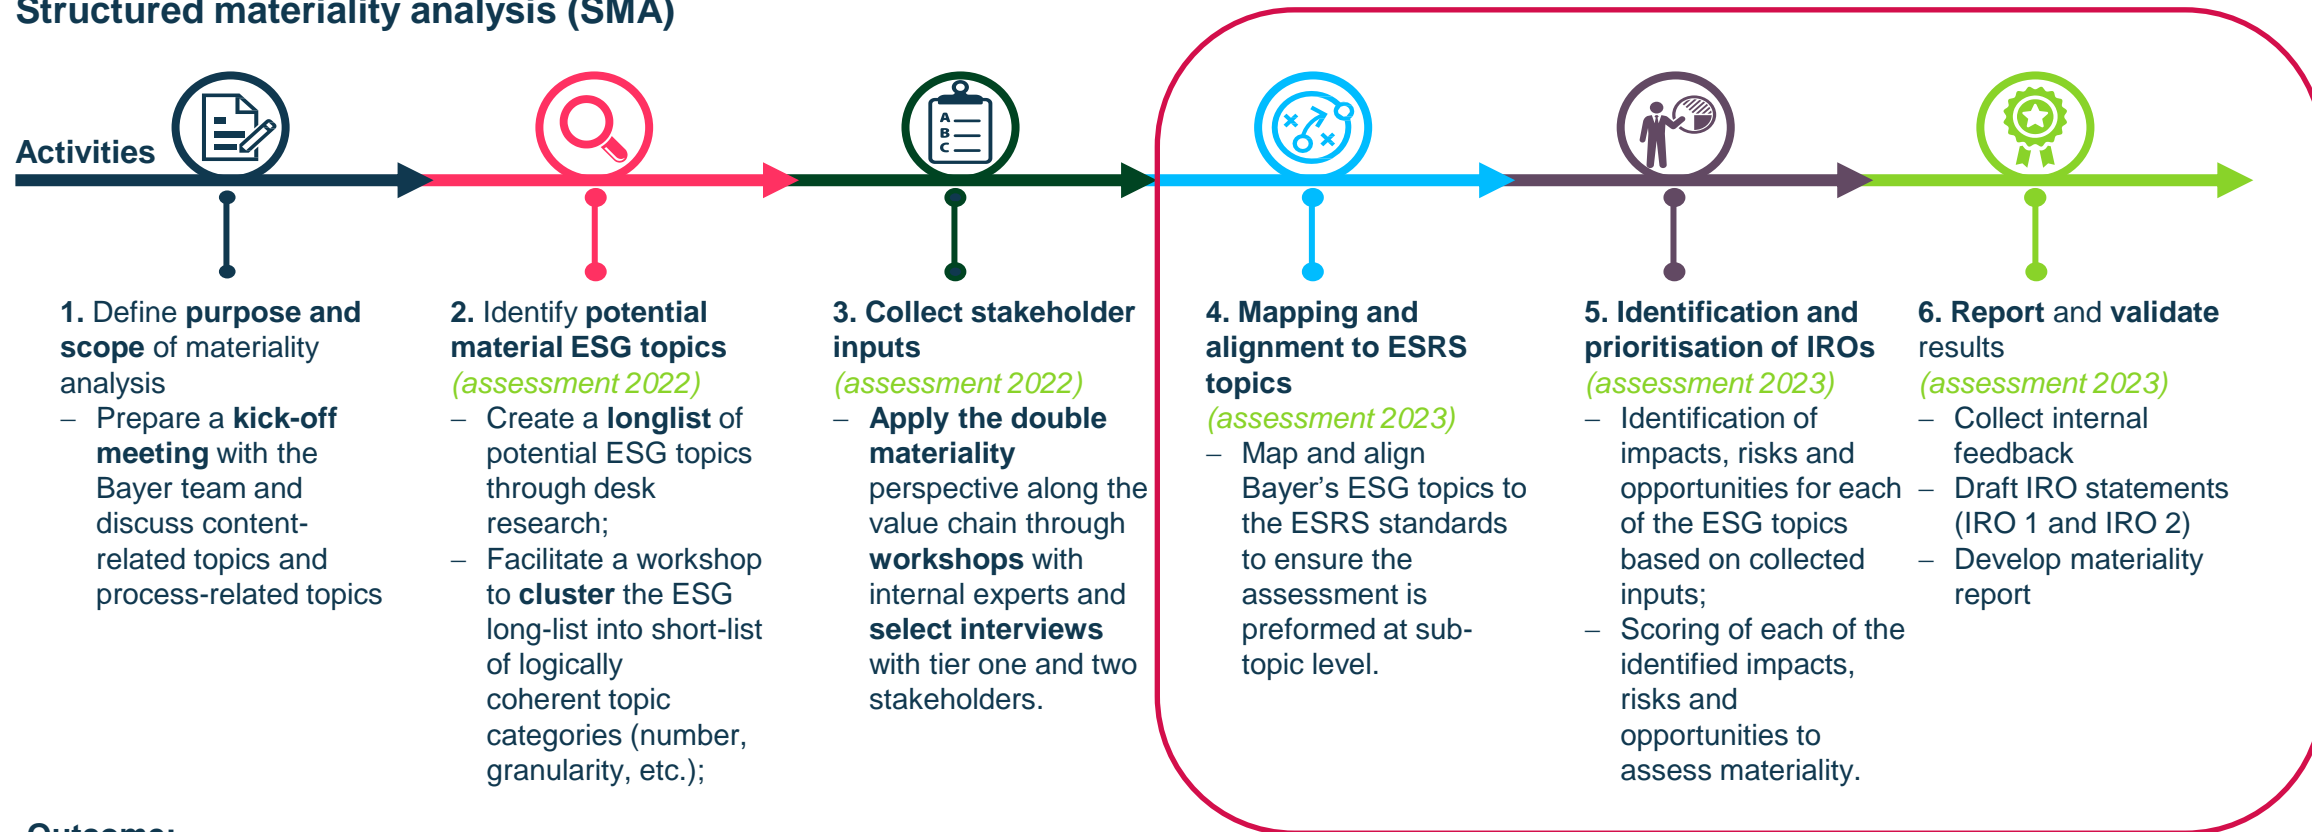 Structured materiality analysis (SMA)
Activities
A
B
C
1. Define purpose and
scope of materiality
analysis
– Prepare a kick-off
meeting with the
Bayer team and
discuss content-
related topics and
process-related topics
2. Identify potential
material ESG topics
(assessment 2022)
– Create a longlist of
potential ESG topics
through desk
research;
– Facilitate a workshop
to cluster the ESG
long-list into short-list
of logically
coherent topic
categories (number,
granularity, etc.);
3. Collect stakeholder
inputs
(assessment 2022)
– Apply the double
materiality
perspective along the
value chain through
workshops with
internal experts and
select interviews
with tier one and two
stakeholders.
4. Mapping and
alignment to ESRS
topics
(assessment 2023)
– Map and align
Bayer's ESG topics to
the ESRS standards
to ensure the
assessment is
preformed at sub-
topic level.
5. Identification and
prioritisation of IROs
(assessment 2023)
– Identification of
impacts, risks and
opportunities for each
of the ESG topics
based on collected
inputs;
– Scoring of each of the
identified impacts,
risks and
opportunities to
assess materiality.
6. Report and validate
results
(assessment 2023)
– Collect internal
feedback
– Draft IRO statements
(IRO 1 and IRO 2)
– Develop materiality
report
Outcome: